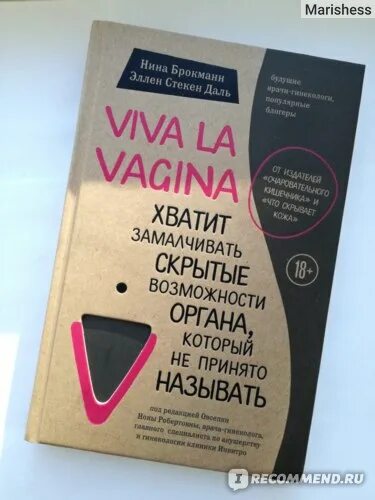 Marishess
Нина Брокманн
Эллен Стекен Даль
будущие
врачи-гинекологи,
популярные
блогеры
VIVA LA
VAGINA
ОТ ИЗДАТЕЛЕЙ
«ОЧАРОВАТЕЛЬНОГО
КИШЕЧНИКА» И
«ЧТО СКРЫВАЕТ
КОЖА»
18+
ХВАТИТ
ЗАМАЛЧИВАТЬ
СКРЫТЫЕ
ВОЗМОЖНОСТИ
ОРГАНА,
КОТОРЫЙ
НЕ ПРИНЯТО
НАЗЫВАТЬ
под редакцией Овсепян
Ноны Робертовны, врача-гинеколога,
главного специалиста по акушерству
и гинекологии клиники Инвитро
IRECOMMEND.RU